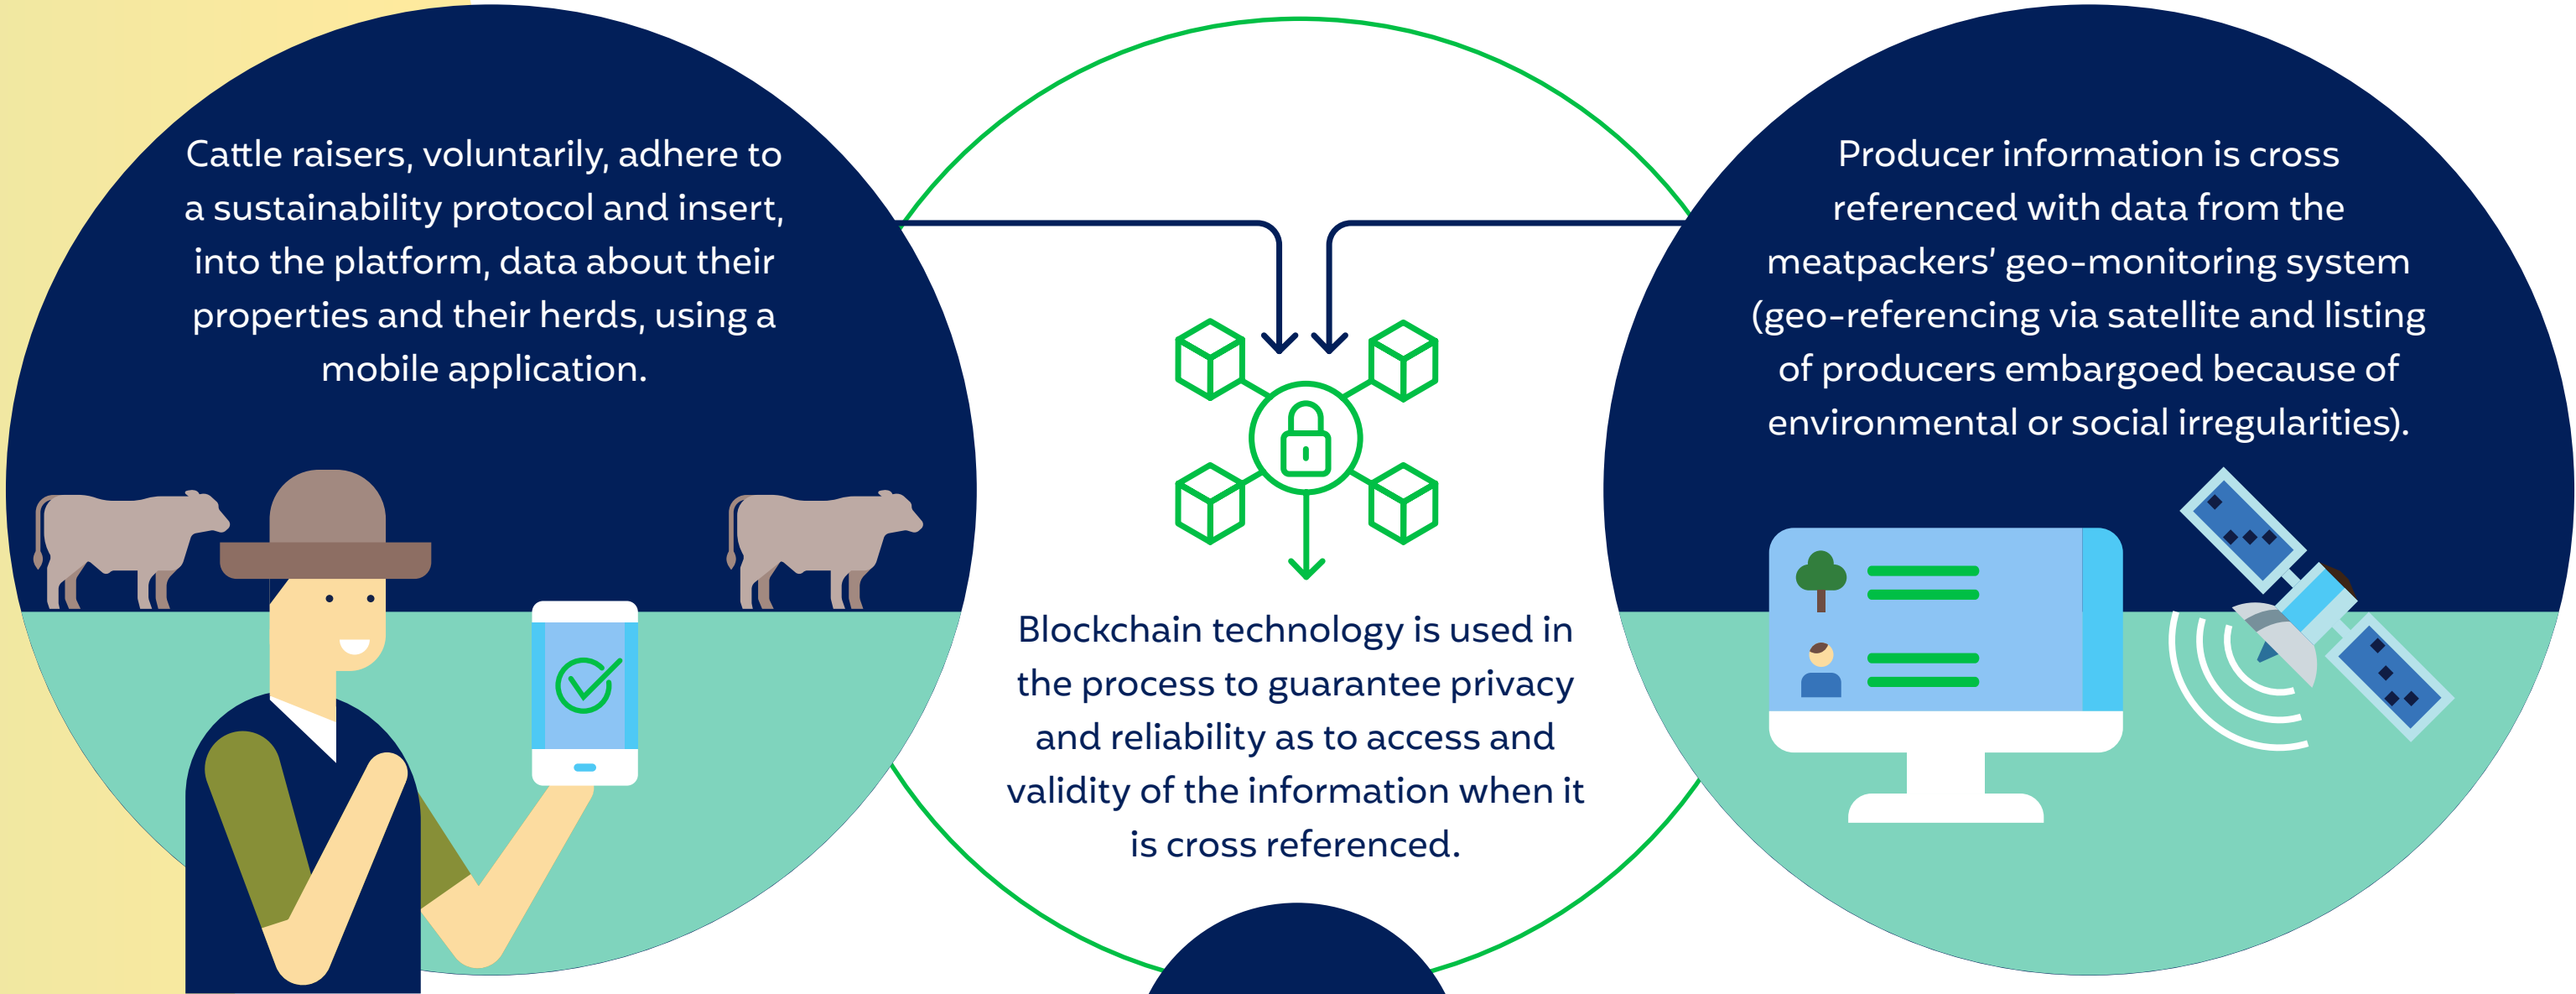 Cattle raisers, voluntarily, adhere to
a sustainability protocol and insert,
into the platform, data about their
properties and their herds, using a
mobile application.
Blockchain technology is used in
the process to guarantee privacy
and reliability as to access and
validity of the information when it
is cross referenced.
Producer information is cross
referenced with data from the
meatpackers’ geo-monitoring system
(geo-referencing via satellite and listing
of producers embargoed because of
environmental or social irregularities).